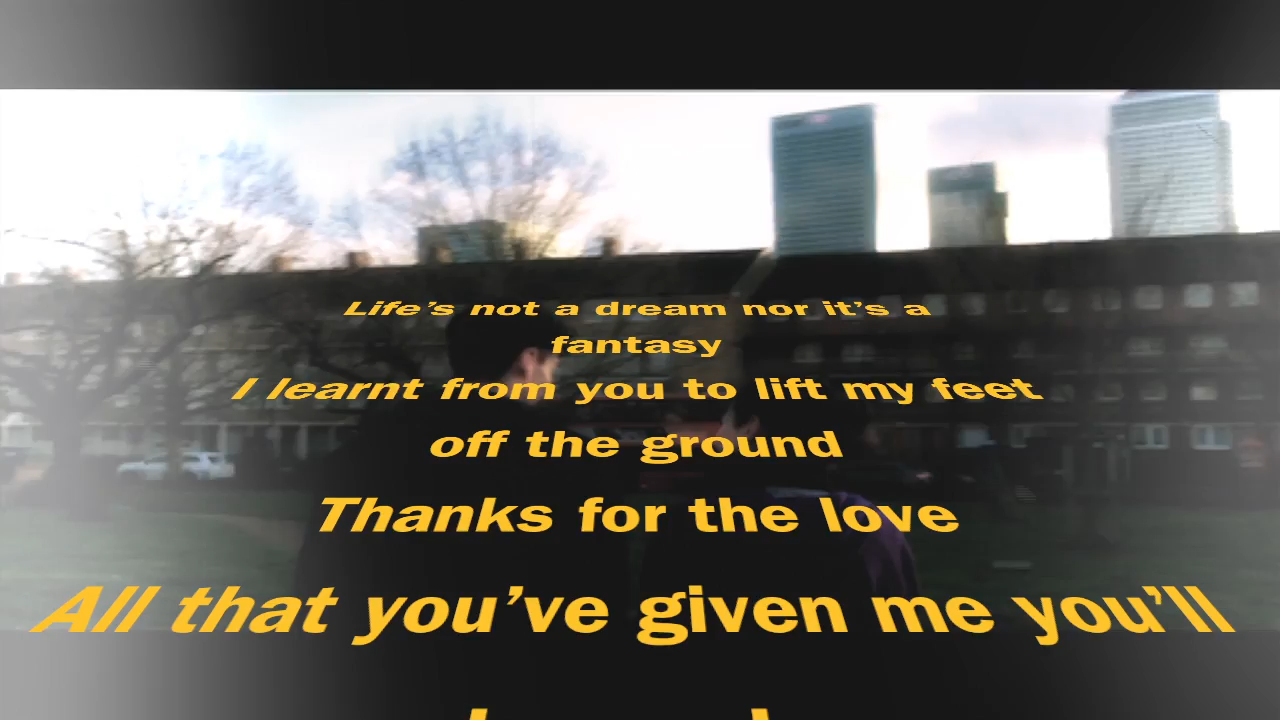 Life’s not a dream nor it’s a
fantasy
I learnt from you to lift my feet
off the ground
Thanks for the love
All that you’ve given me you’ll